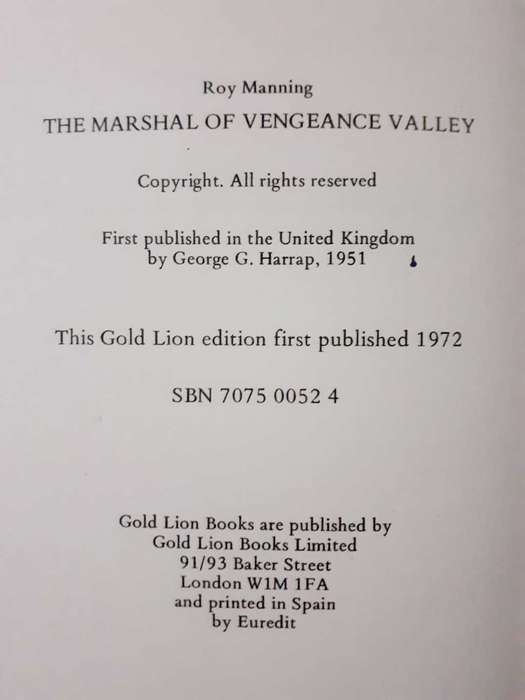 Roy Manning
THE MARSHAL OF VENGEANCE VALLEY
Copyright. All rights reserved
First published in the United Kingdom
by George G. Harrap, 1951
This Gold Lion edition first published 1972
SBN 7075 0052 4
Gold Lion Books are published by
Gold Lion Books Limited
91/93 Baker Street
London W1M 1FA
and printed in Spain
by Euredit